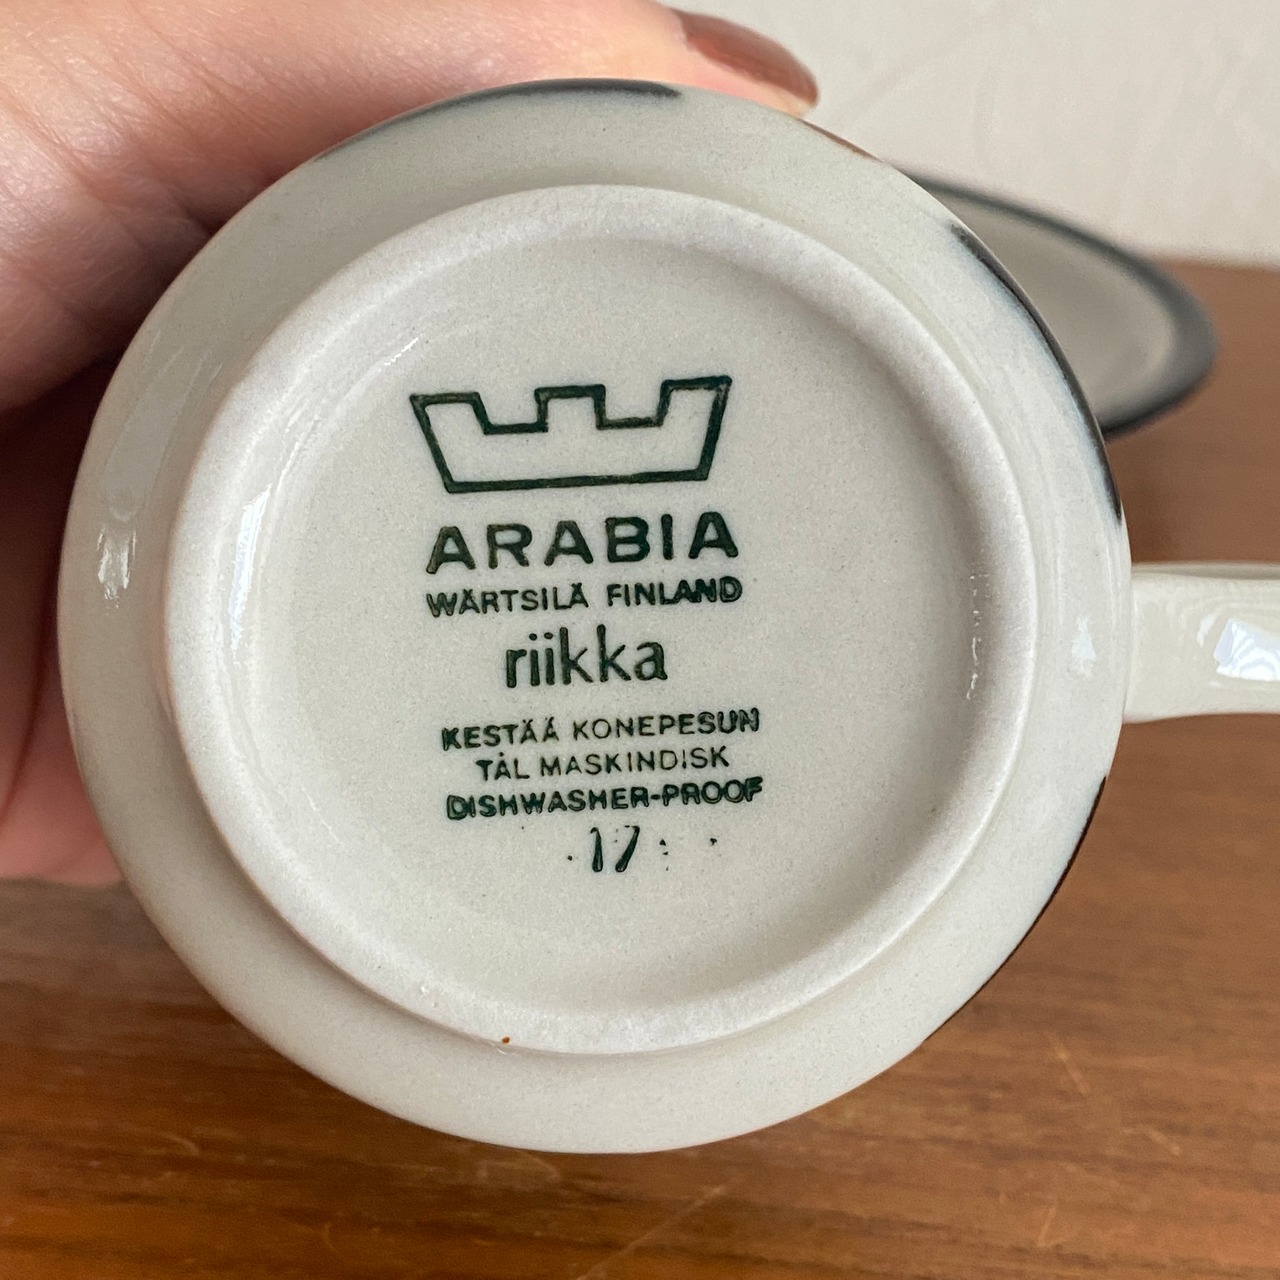 ARABIA
WÄRTSILÄ FINLAND
riikka
KESTÄÄ KONEPESUN
TÅL MASKINDISK
DISHWASHER-PROOF
17